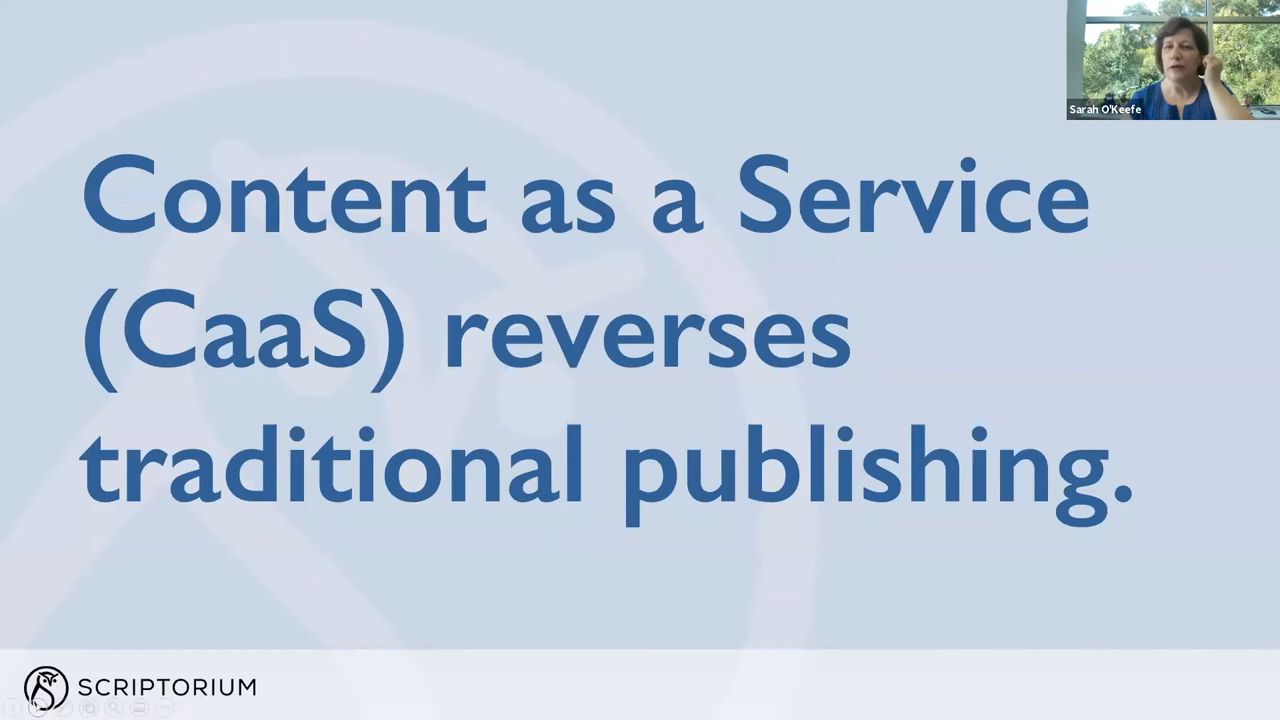 Sarah O'Keefe
Content as a Service
(CaaS) reverses
traditional publishing.
SCRIPTORIUM